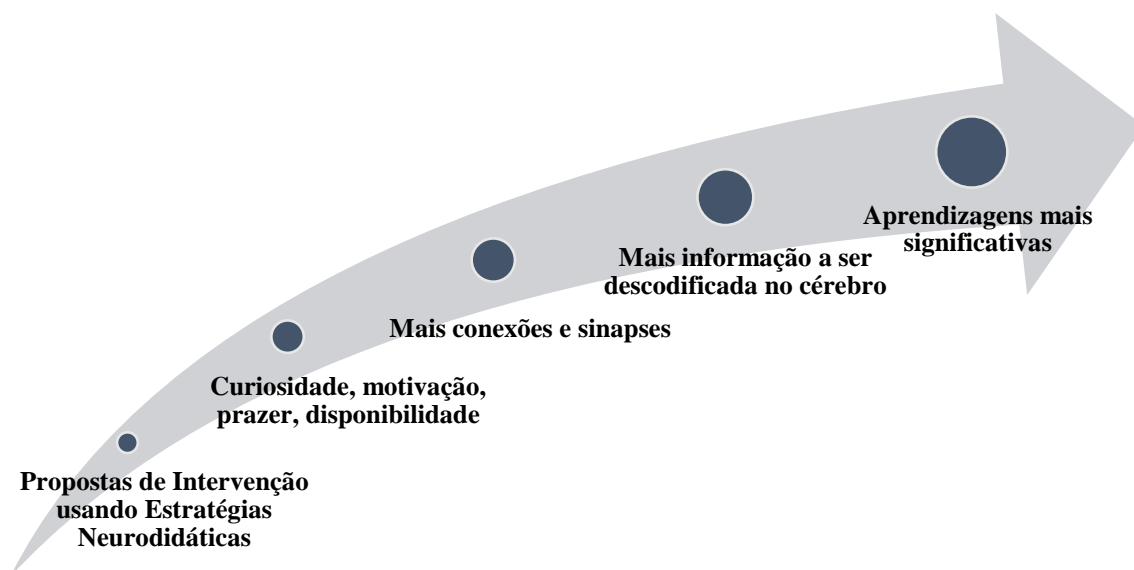 Propostas de Intervenção
usando Estratégias
Neurodidáticas
Curiosidade, motivação,
prazer, disponibilidade
Mais conexões e sinapses
Mais informação a ser
descodificada no cérebro
Aprendizagens mais
significativas